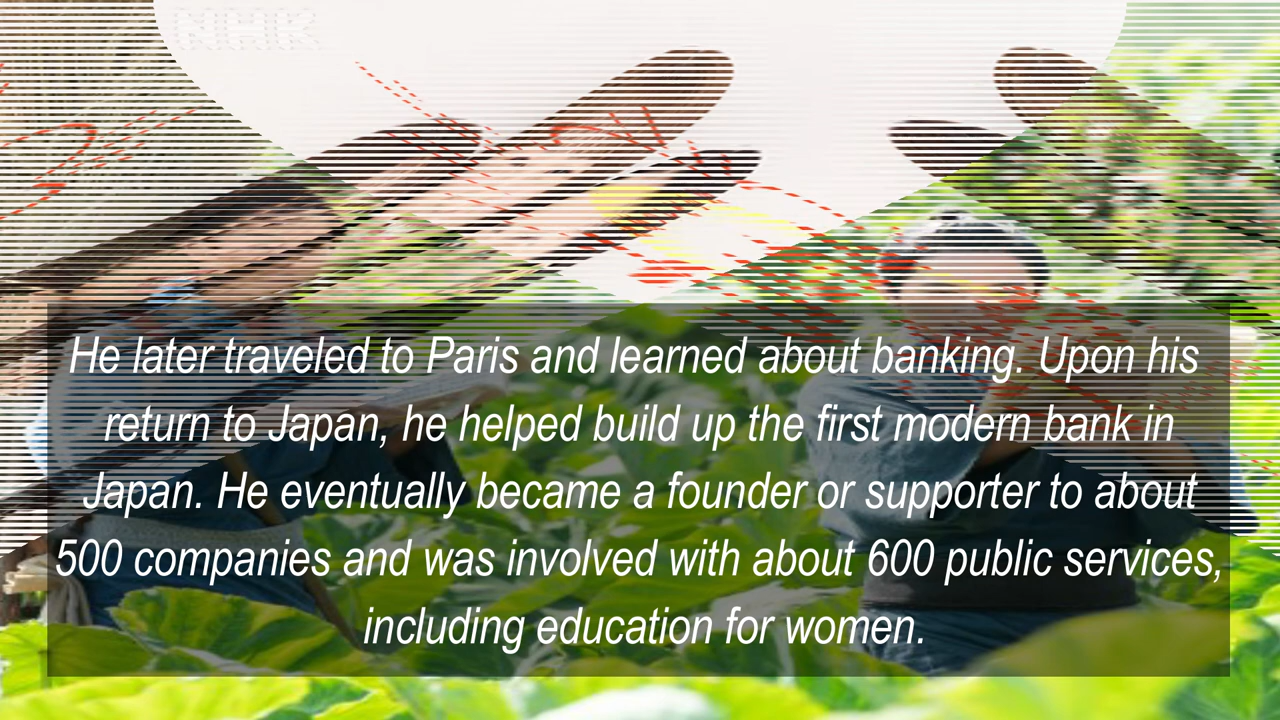 NHK
He later traveled to Paris and learned about banking. Upon his
return to Japan, he helped build up the first modern bank in
Japan. He eventually became a founder or supporter to about
500 companies and was involved with about 600 public services,
including education for women.